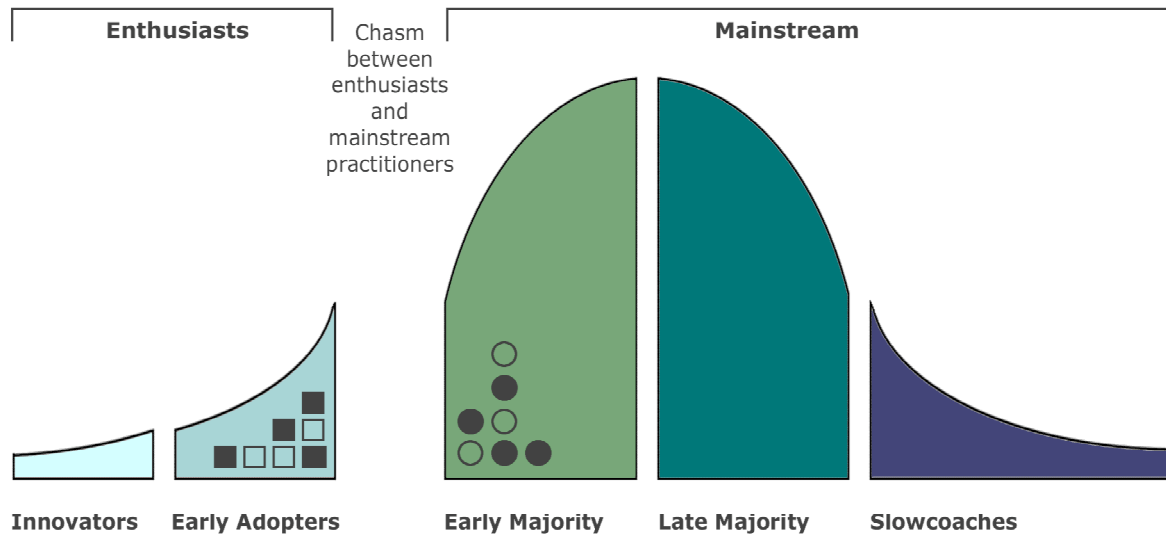 Enthusiasts
Chasm
between
enthusiasts
and
mainstream
practitioners
Mainstream
Innovators
Early Adopters
Early Majority
Late Majority
Slowcoaches